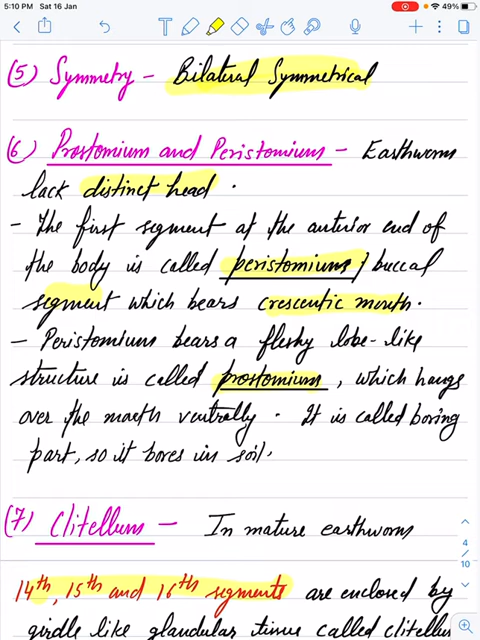 5:10 PM Sat 16 Jan 49%
(5) Symmetry - Bilateral Symmetrical
(6) Prostomium and Peristomium - Earthworm
lack distinct head.
- The first segment at the anterior end of
the body is called peristomium / buccal
segment which bears crescentic mouth.
- Peristomium bears a fleshy lobe-like
structure is called prostomium, which hangs
over the mouth ventrally. It is called boring
part, so it bores in soil.
(7) Clitellum - In mature earthworm
4
/
10
14th, 15th and 16th segments are enclosed by
girdle like glandular tissue called clitellum